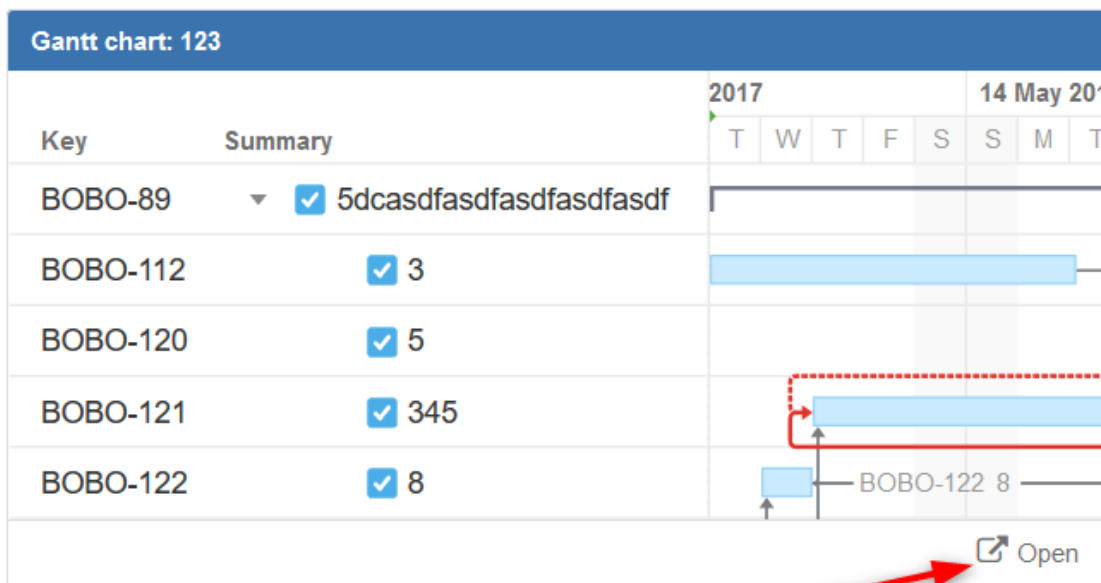 Gantt chart: 123
2017 14 May 201
Key Summary T W T F S S M T
BOBO-89 5dcasdfasdfasdfasdfasdf
BOBO-112 3
BOBO-120 5
BOBO-121 345
BOBO-122 8 BOBO-122 8
Open